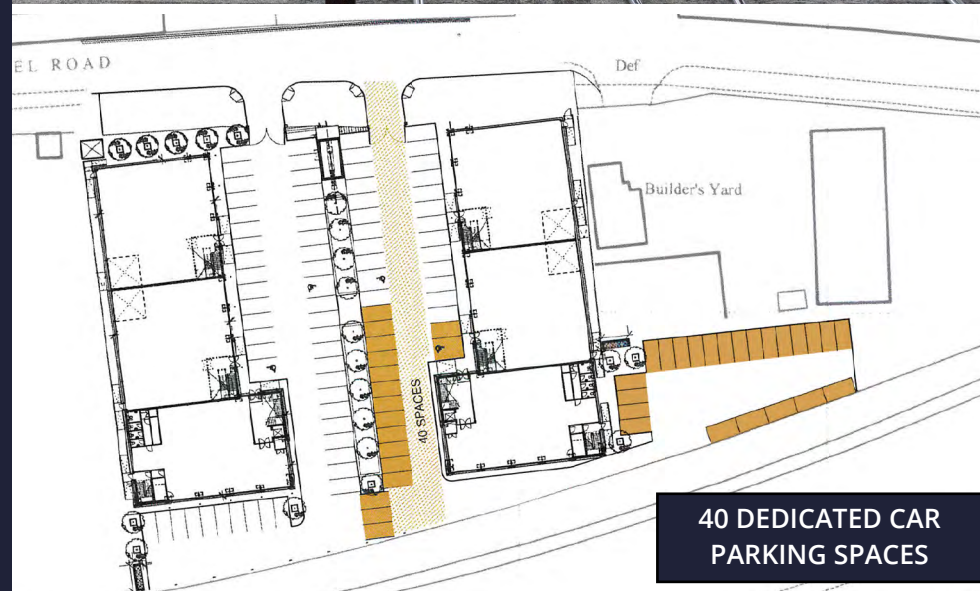 EL ROAD
Def
Builder's Yard
40 SPACES
40 DEDICATED CAR
PARKING SPACES